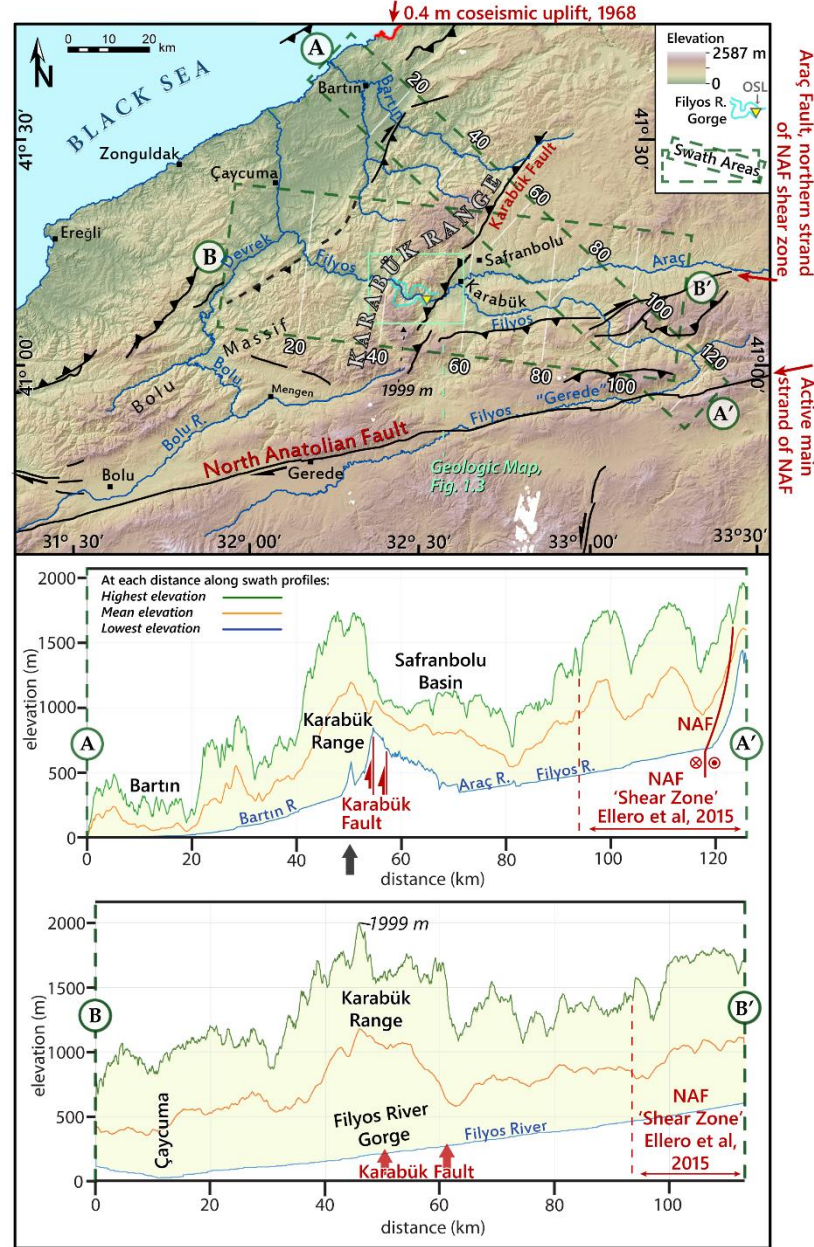 0.4 m coseismic uplift, 1968
0 10 20
km
N
BLACK SEA
A
Bartın
Bartın
20
40
60
80
100
120
Elevation
2587 m
0
OSL
Filyos R.
Gorge
Swath Areas
41°30'
41°30'
Zonguldak
Çaycuma
Ereğli
B
Devrek
Filyos
KARABÜK RANGE
Karabük Fault
Safranbolu
Karabük
Araç
B'
Filyos
Massif
Bolu
Bolu
20
40
60
80
100
1999 m
Mengen
41°00'
41°00'
A'
Bolu R.
Filyos
"Gerede"
North Anatolian Fault
Bolu
Gerede
Geologic Map,
Fig. 1.3
31°30'
32°00'
32°30'
33°00'
33°30'
Araç Fault, northern strand
of NAF shear zone
Active main
strand of NAF
2000
1500
1000
500
0
elevation (m)
At each distance along swath profiles:
Highest elevation
Mean elevation
Lowest elevation
A
A'
Bartın
Karabük
Range
Safranbolu
Basin
Bartın R
Karabük
Fault
Araç R.
Filyos R.
NAF
NAF
'Shear Zone'
Ellero et al, 2015
0 20 40 60 80 100 120
distance (km)
2000
1500
1000
500
0
elevation (m)
1999 m
B
B'
Karabük
Range
Çaycuma
Filyos River
Gorge
Filyos River
Karabük Fault
NAF
'Shear Zone'
Ellero et al,
2015
0 20 40 60 80 100
distance (km)